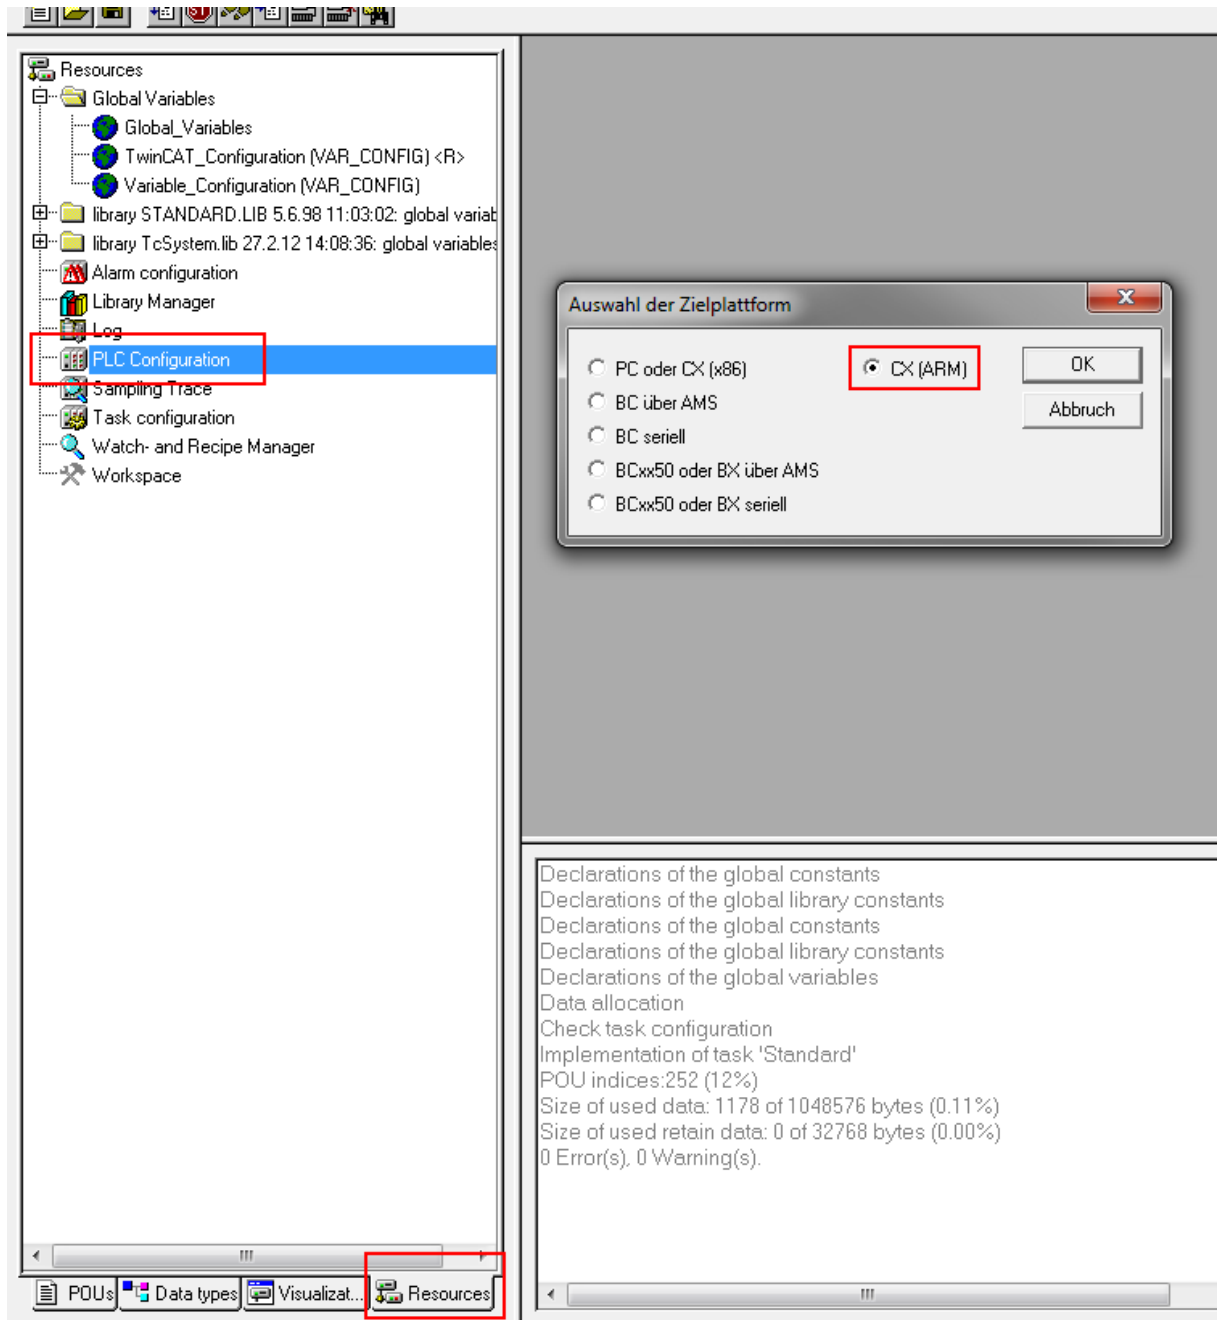 Resources
Global Variables
Global_Variables
TwinCAT_Configuration (VAR_CONFIG) <R>
Variable_Configuration (VAR_CONFIG)
library STANDARD.LIB 5.6.98 11:03:02: global variab
library TcSystem.lib 27.2.12 14:08:36: global variables
Alarm configuration
Library Manager
Log
PLC Configuration
Sampling Trace
Task configuration
Watch- and Recipe Manager
Workspace
POUs
Data types
Visualizat...
Resources
Auswahl der Zielplattform
PC oder CX (x86)
CX (ARM)
OK
BC über AMS
Abbruch
BC seriell
BCxx50 oder BX über AMS
BCxx50 oder BX seriell
Declarations of the global constants
Declarations of the global library constants
Declarations of the global constants
Declarations of the global library constants
Declarations of the global variables
Data allocation
Check task configuration
Implementation of task 'Standard'
POU indices:252 (12%)
Size of used data: 1178 of 1048576 bytes (0.11%)
Size of used retain data: 0 of 32768 bytes (0.00%)
0 Error(s), 0 Warning(s).